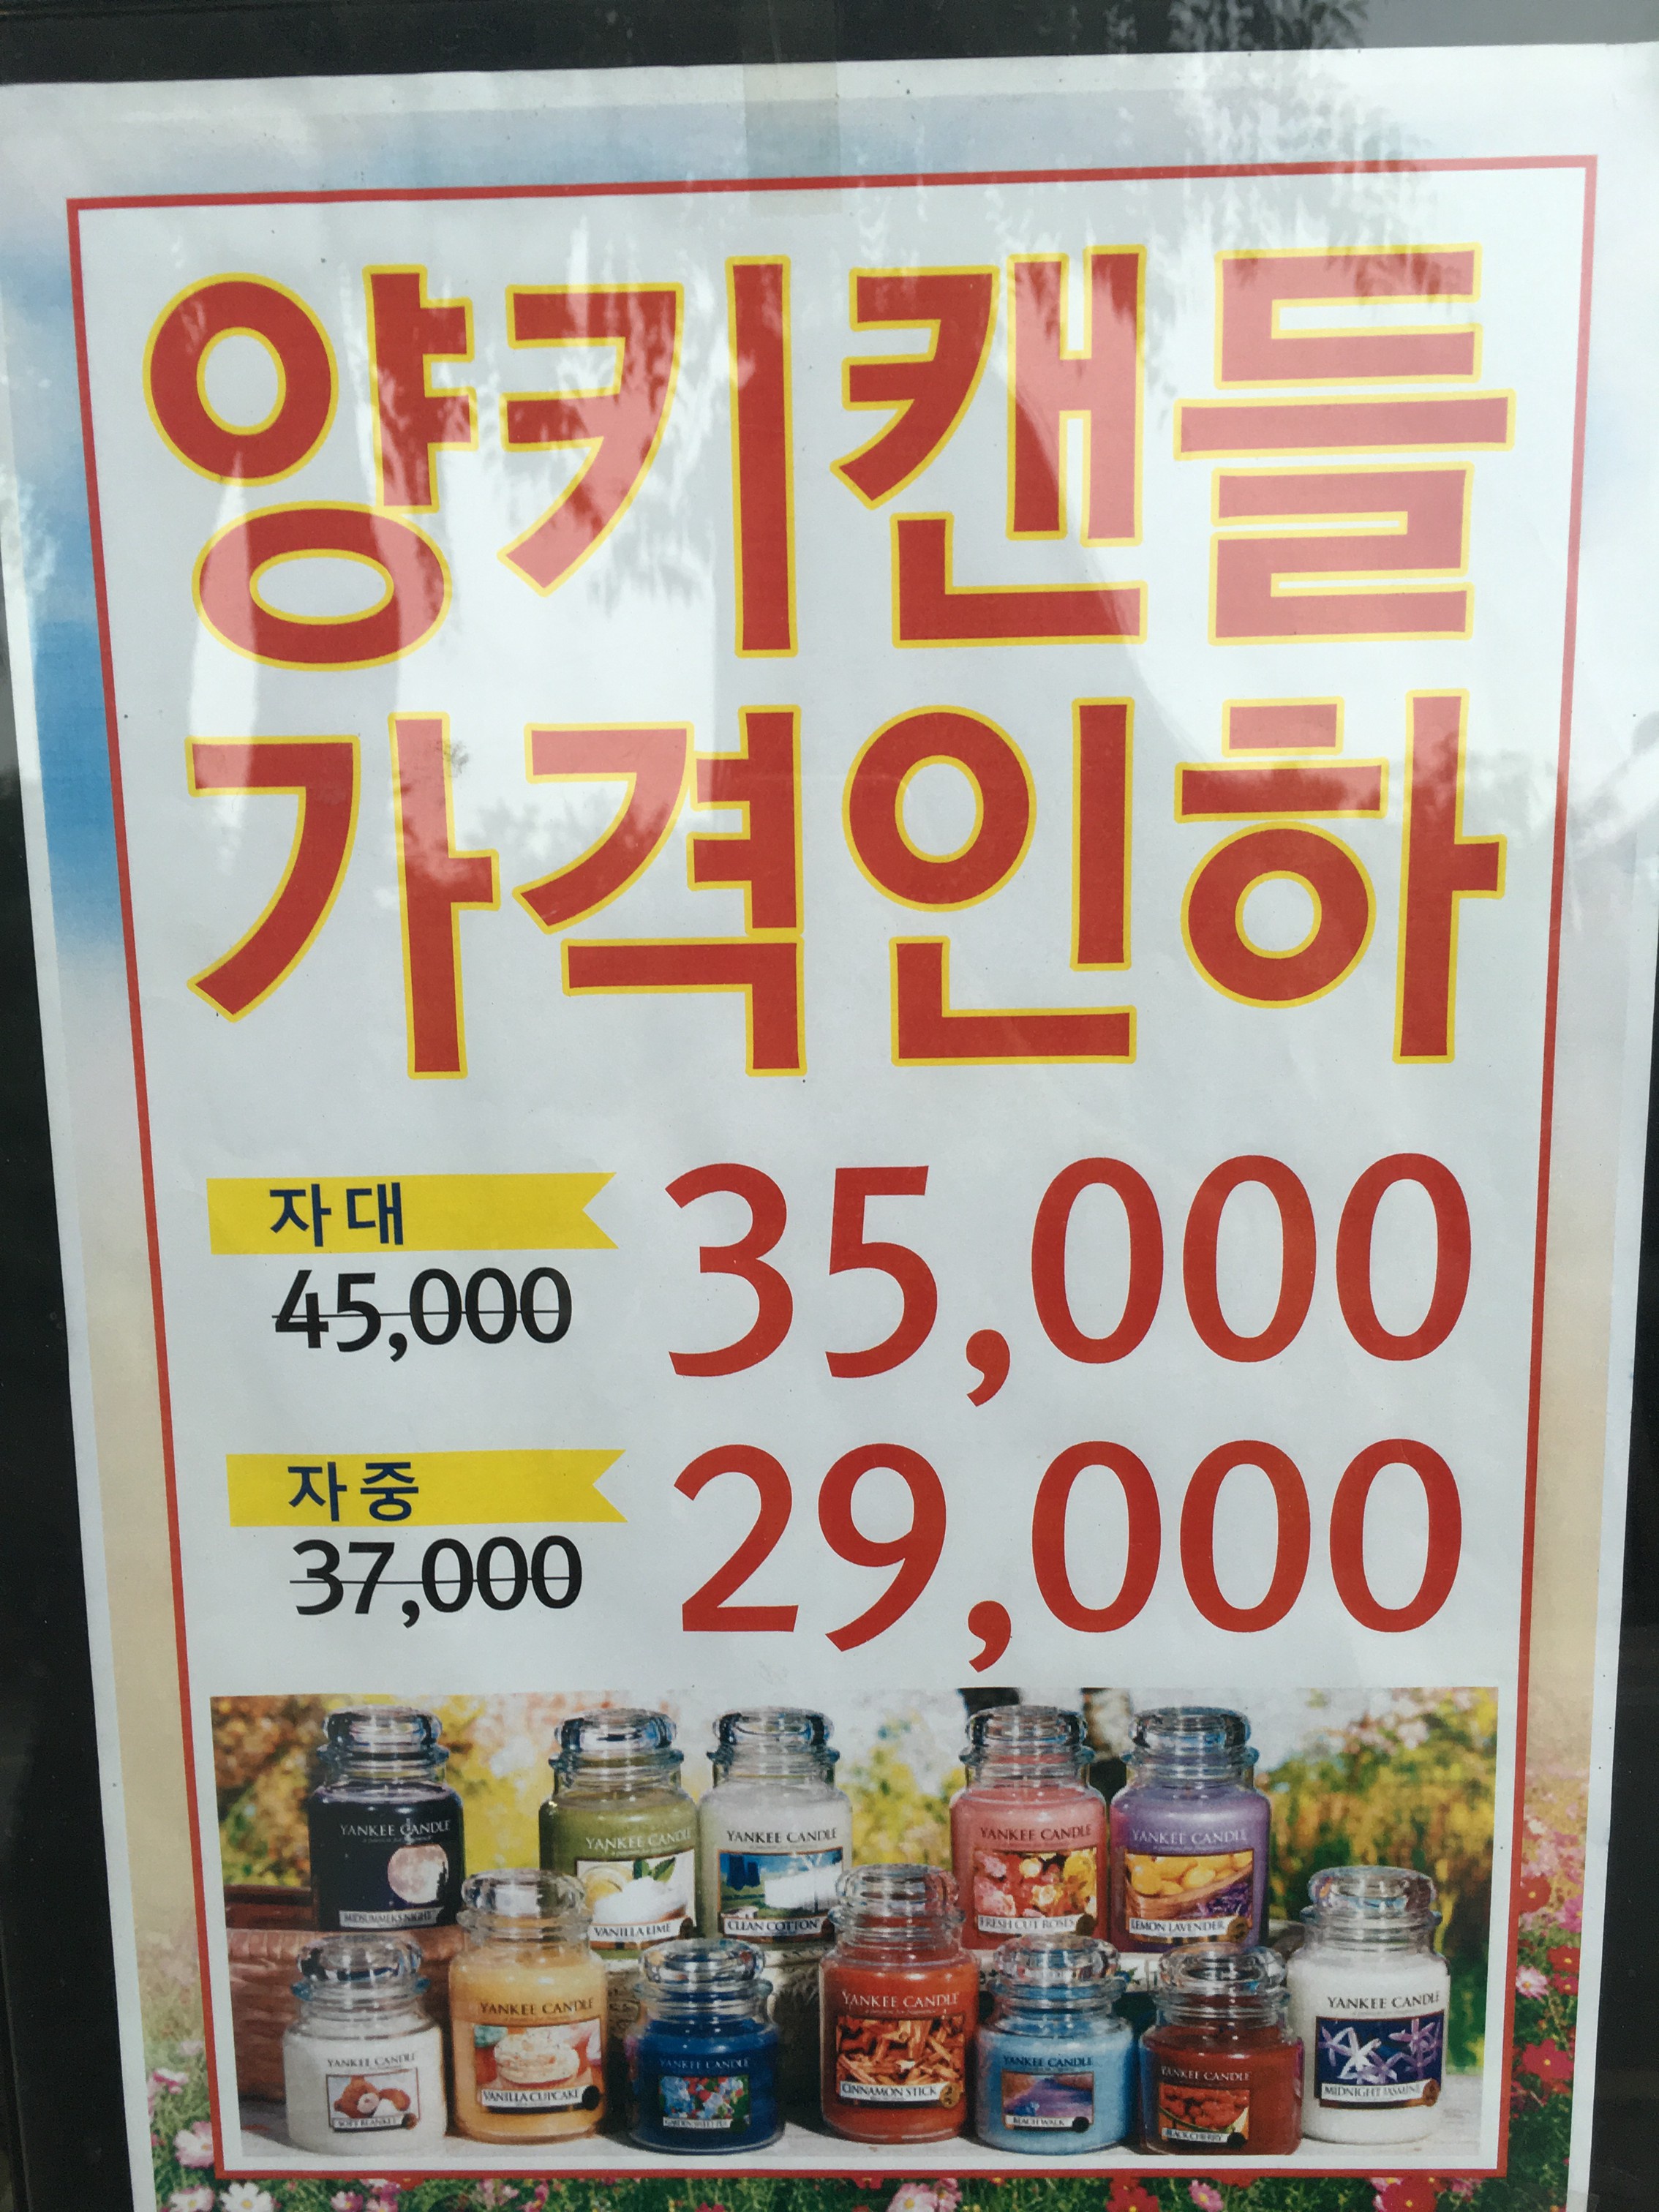 양키캔들
가격인하
자대
45,000
35,000
자중
37,000
29,000
YANKEE CANDLE
MIDSUMMER'S NIGHT
YANKEE CANDLE
VANILLA LIME
YANKEE CANDLE
CLEAN COTTON
YANKEE CANDLE
FRESH CUT ROSES
YANKEE CANDLE
LEMON LAVENDER
YANKEE CANDLE
SOFT BLANKET
YANKEE CANDLE
VANILLA CUPCAKE
YANKEE CANDLE
GARDEN SWEET PEA
YANKEE CANDLE
CINNAMON STICK
YANKEE CANDLE
BEACH WALK
YANKEE CANDLE
BLACK CHERRY
YANKEE CANDLE
MIDNIGHT JASMINE